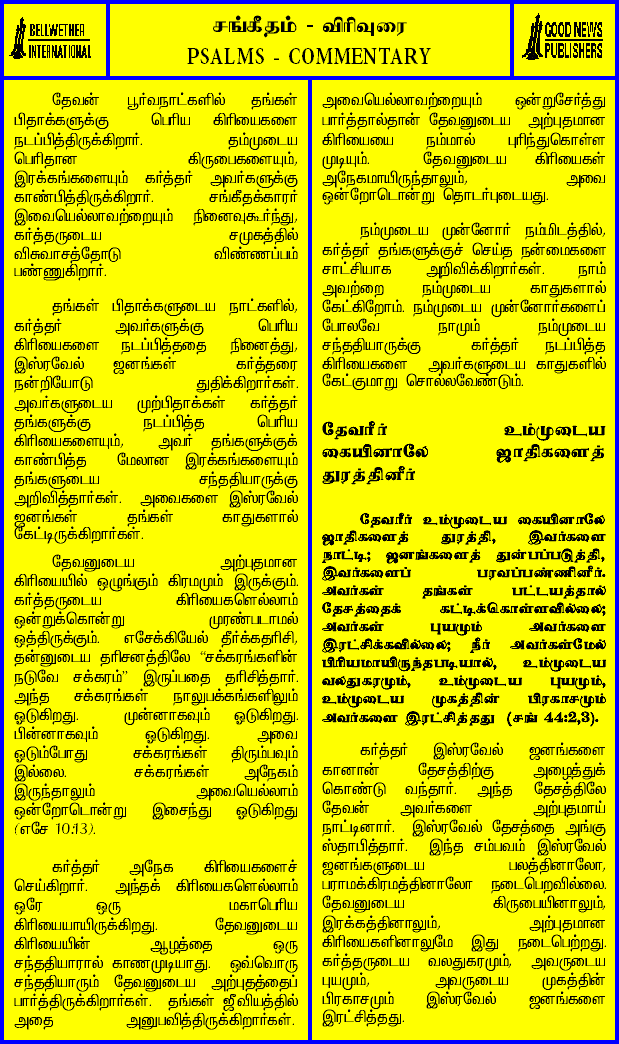 BELLWETHER
INTERNATIONAL
சங்கீதம் - விரிவுரை
PSALMS - COMMENTARY
GOOD NEWS
PUBLISHERS
தேவன் பூர்வநாட்களில் தங்கள்
பிதாக்களுக்கு பெரிய கிரியைகளை
நடப்பித்திருக்கிறார். தம்முடைய
பெரிதான கிருபைகளையும்,
இரக்கங்களையும் கர்த்தர் அவர்களுக்கு
காண்பித்திருக்கிறார். சங்கீதக்காரர்
இவையெல்லாவற்றையும் நினைவுகூர்ந்து,
கர்த்தருடைய சமுகத்தில்
விசுவாசத்தோடு விண்ணப்பம்
பண்ணுகிறார்.
தங்கள் பிதாக்களுடைய நாட்களில்,
கர்த்தர் அவர்களுக்கு பெரிய
கிரியைகளை நடப்பித்ததை நினைத்து,
இஸ்ரவேல் ஜனங்கள் கர்த்தரை
நன்றியோடு துதிக்கிறார்கள்.
அவர்களுடைய முற்பிதாக்கள் கர்த்தர்
தங்களுக்கு நடப்பித்த பெரிய
கிரியைகளையும், அவர் தங்களுக்குக்
காண்பித்த மேலான இரக்கங்களையும்
தங்களுடைய சந்ததியாருக்கு
அறிவித்தார்கள். அவைகளை இஸ்ரவேல்
ஜனங்கள் தங்கள் காதுகளால்
கேட்டிருக்கிறார்கள்.
தேவனுடைய அற்புதமான
கிரியையில் ஒழுங்கும் கிரமமும் இருக்கும்.
கர்த்தருடைய கிரியைகளெல்லாம்
ஒன்றுக்கொன்று முரண்படாமல்
ஒத்திருக்கும். எசேக்கியேல் தீர்க்கதரிசி,
தன்னுடைய தரிசனத்திலே “சக்கரங்களின்
நடுவே சக்கரம்” இருப்பதை தரிசித்தார்.
அந்த சக்கரங்கள் நாலுபக்கங்களிலும்
ஓடுகிறது. முன்னாகவும் ஓடுகிறது.
பின்னாகவும் ஓடுகிறது. அவை
ஓடும்போது சக்கரங்கள் திரும்பவும்
இல்லை. சக்கரங்கள் அநேகம்
இருந்தாலும் அவையெல்லாம்
ஒன்றோடொன்று இசைந்து ஓடுகிறது
(எசே 10:13).
கர்த்தர் அநேக கிரியைகளைச்
செய்கிறார். அந்தக் கிரியைகளெல்லாம்
ஒரே ஒரு மகாபெரிய
கிரியையாயிருக்கிறது. தேவனுடைய
கிரியையின் ஆழத்தை ஒரு
சந்ததியாரால் காணமுடியாது. ஒவ்வொரு
சந்ததியாரும் தேவனுடைய அற்புதத்தைப்
பார்த்திருக்கிறார்கள். தங்கள் ஜீவியத்தில்
அதை அனுபவித்திருக்கிறார்கள்.
அவையெல்லாவற்றையும் ஒன்றுசேர்த்து
பார்த்தால்தான் தேவனுடைய அற்புதமான
கிரியையை நம்மால் புரிந்துகொள்ள
முடியும். தேவனுடைய கிரியைகள்
அநேகமாயிருந்தாலும், அவை
ஒன்றோடொன்று தொடர்புடையது.
நம்முடைய முன்னோர் நம்மிடத்தில்,
கர்த்தர் தங்களுக்குச் செய்த நன்மைகளை
சாட்சியாக அறிவிக்கிறார்கள். நாம்
அவற்றை நம்முடைய காதுகளால்
கேட்கிறோம். நம்முடைய முன்னோர்களைப்
போலவே நாமும் நம்முடைய
சந்ததியாருக்கு கர்த்தர் நடப்பித்த
கிரியைகளை அவர்களுடைய காதுகளில்
கேட்குமாறு சொல்லவேண்டும்.
தேவரீர் உம்முடைய
கையினாலே ஜாதிகளைத்
துரத்தினீர்
தேவரீர் உம்முடைய கையினாலே
ஜாதிகளைத் துரத்தி, இவர்களை
நாட்டி; ஜனங்களைத் துன்பப்படுத்தி,
இவர்களைப் பரவப்பண்ணினீர்.
அவர்கள் தங்கள் பட்டயத்தால்
தேசத்தைக் கட்டிக்கொள்ளவில்லை;
அவர்கள் புயமும் அவர்களை
இரட்சிக்கவில்லை; நீர் அவர்கள்மேல்
பிரியமாயிருந்தபடியால், உம்முடைய
வலதுகரமும், உம்முடைய புயமும்,
உம்முடைய முகத்தின் பிரகாசமும்
அவர்களை இரட்சித்தது (சங் 44:2,3).
கர்த்தர் இஸ்ரவேல் ஜனங்களை
கானான் தேசத்திற்கு அழைத்துக்
கொண்டு வந்தார். அந்த தேசத்திலே
தேவன் அவர்களை அற்புதமாய்
நாட்டினார். இஸ்ரவேல் தேசத்தை அங்கு
ஸ்தாபித்தார். இந்த சம்பவம் இஸ்ரவேல்
ஜனங்களுடைய பலத்தினாலோ,
பராமக்கிரமத்தினாலோ நடைபெறவில்லை.
தேவனுடைய கிருபையினாலும்,
இரக்கத்தினாலும், அற்புதமான
கிரியைகளினாலுமே இது நடைபெற்றது.
கர்த்தருடைய வலதுகரமும், அவருடைய
புயமும், அவருடைய முகத்தின்
பிரகாசமும் இஸ்ரவேல் ஜனங்களை
இரட்சித்தது.